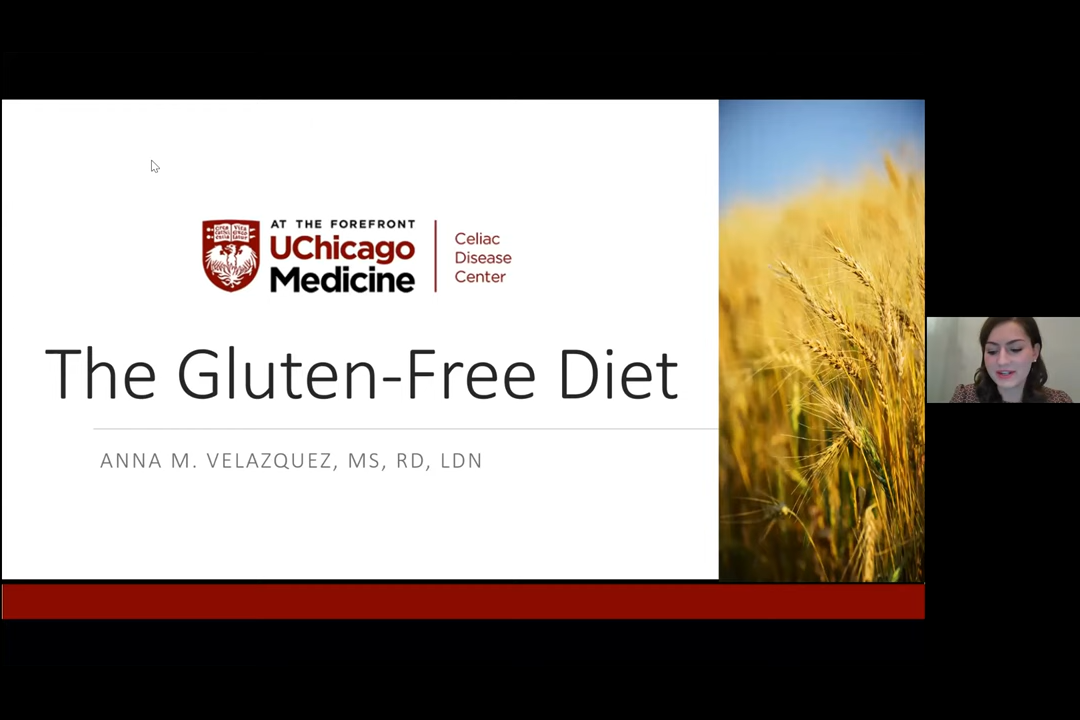 AT THE FOREFRONT
UChicago
Medicine
Celiac
Disease
Center
The Gluten-Free Diet
ANNA M. VELAZQUEZ, MS, RD, LDN